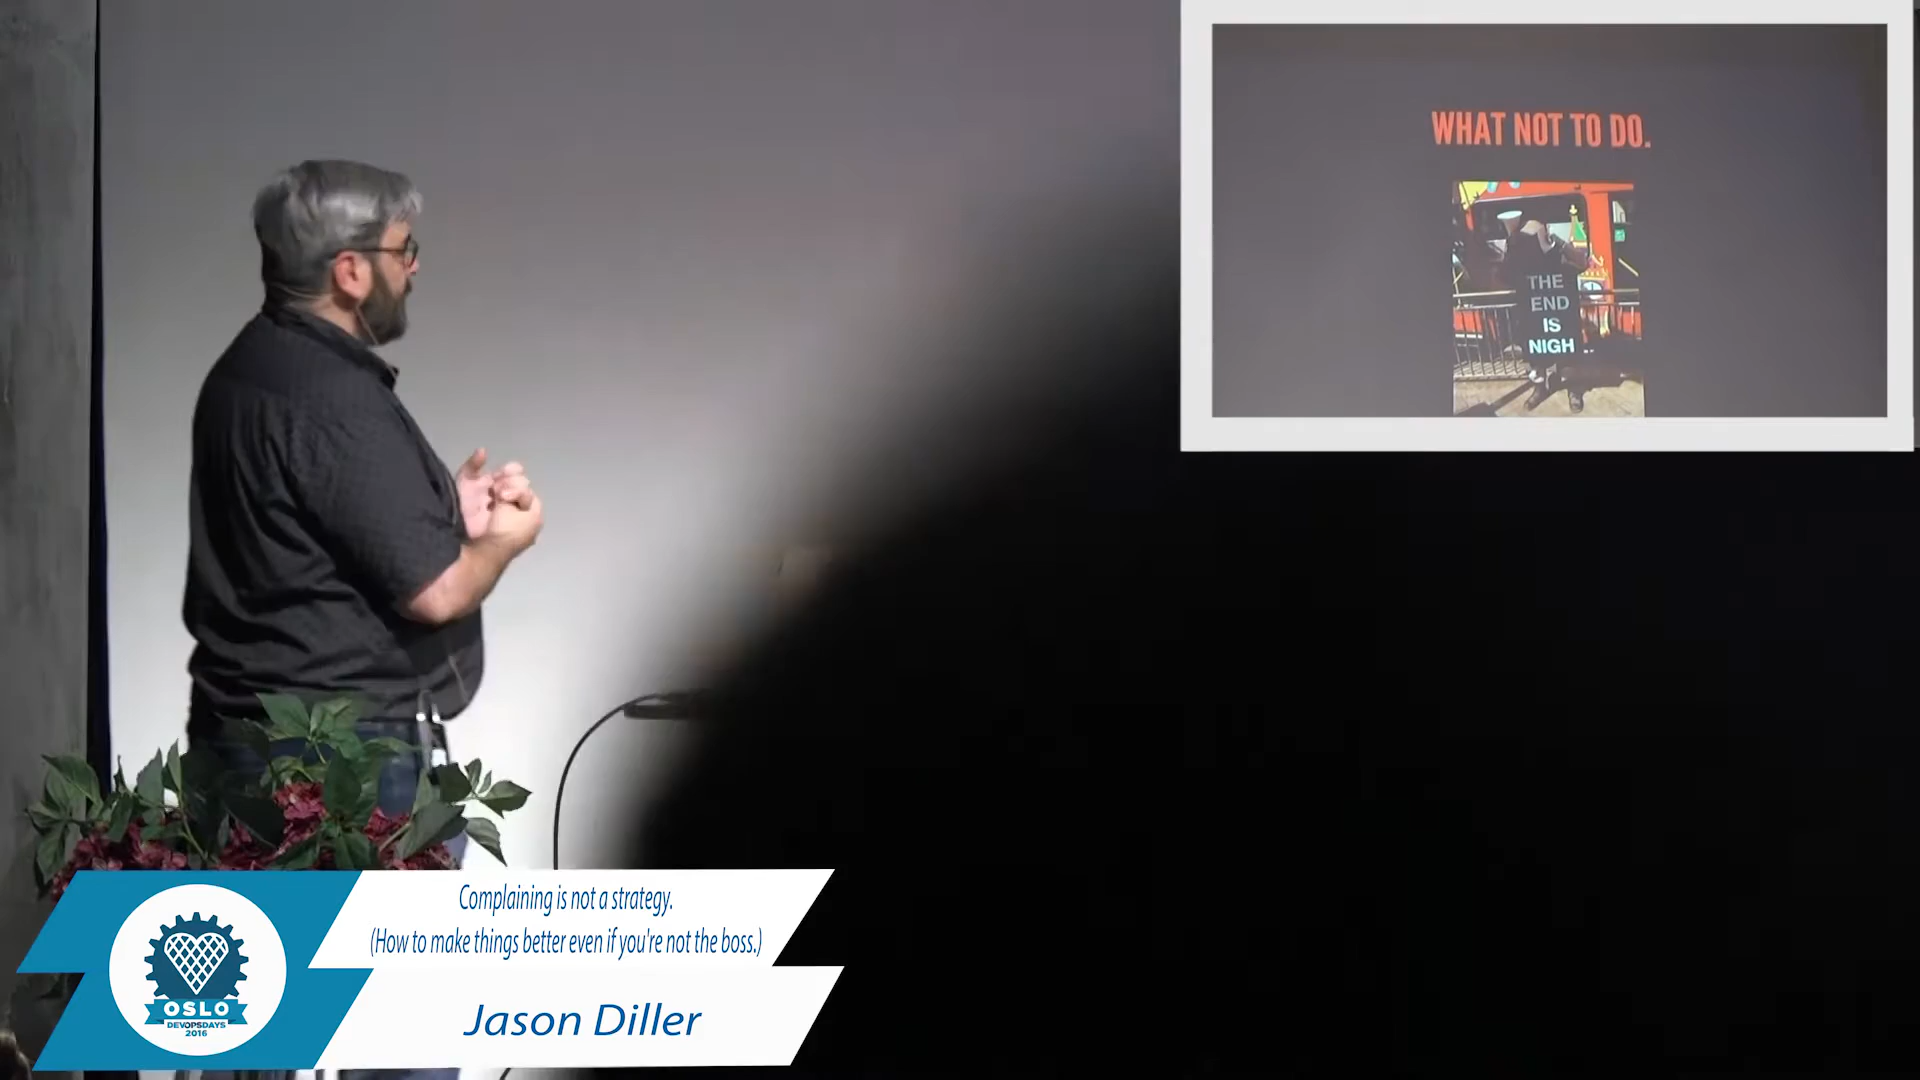 WHAT NOT TO DO.
THE
END
IS
NIGH
Complaining is not a strategy.
(How to make things better even if you're not the boss.)
Jason Diller
OSLO
DEVOPSDAYS
2016